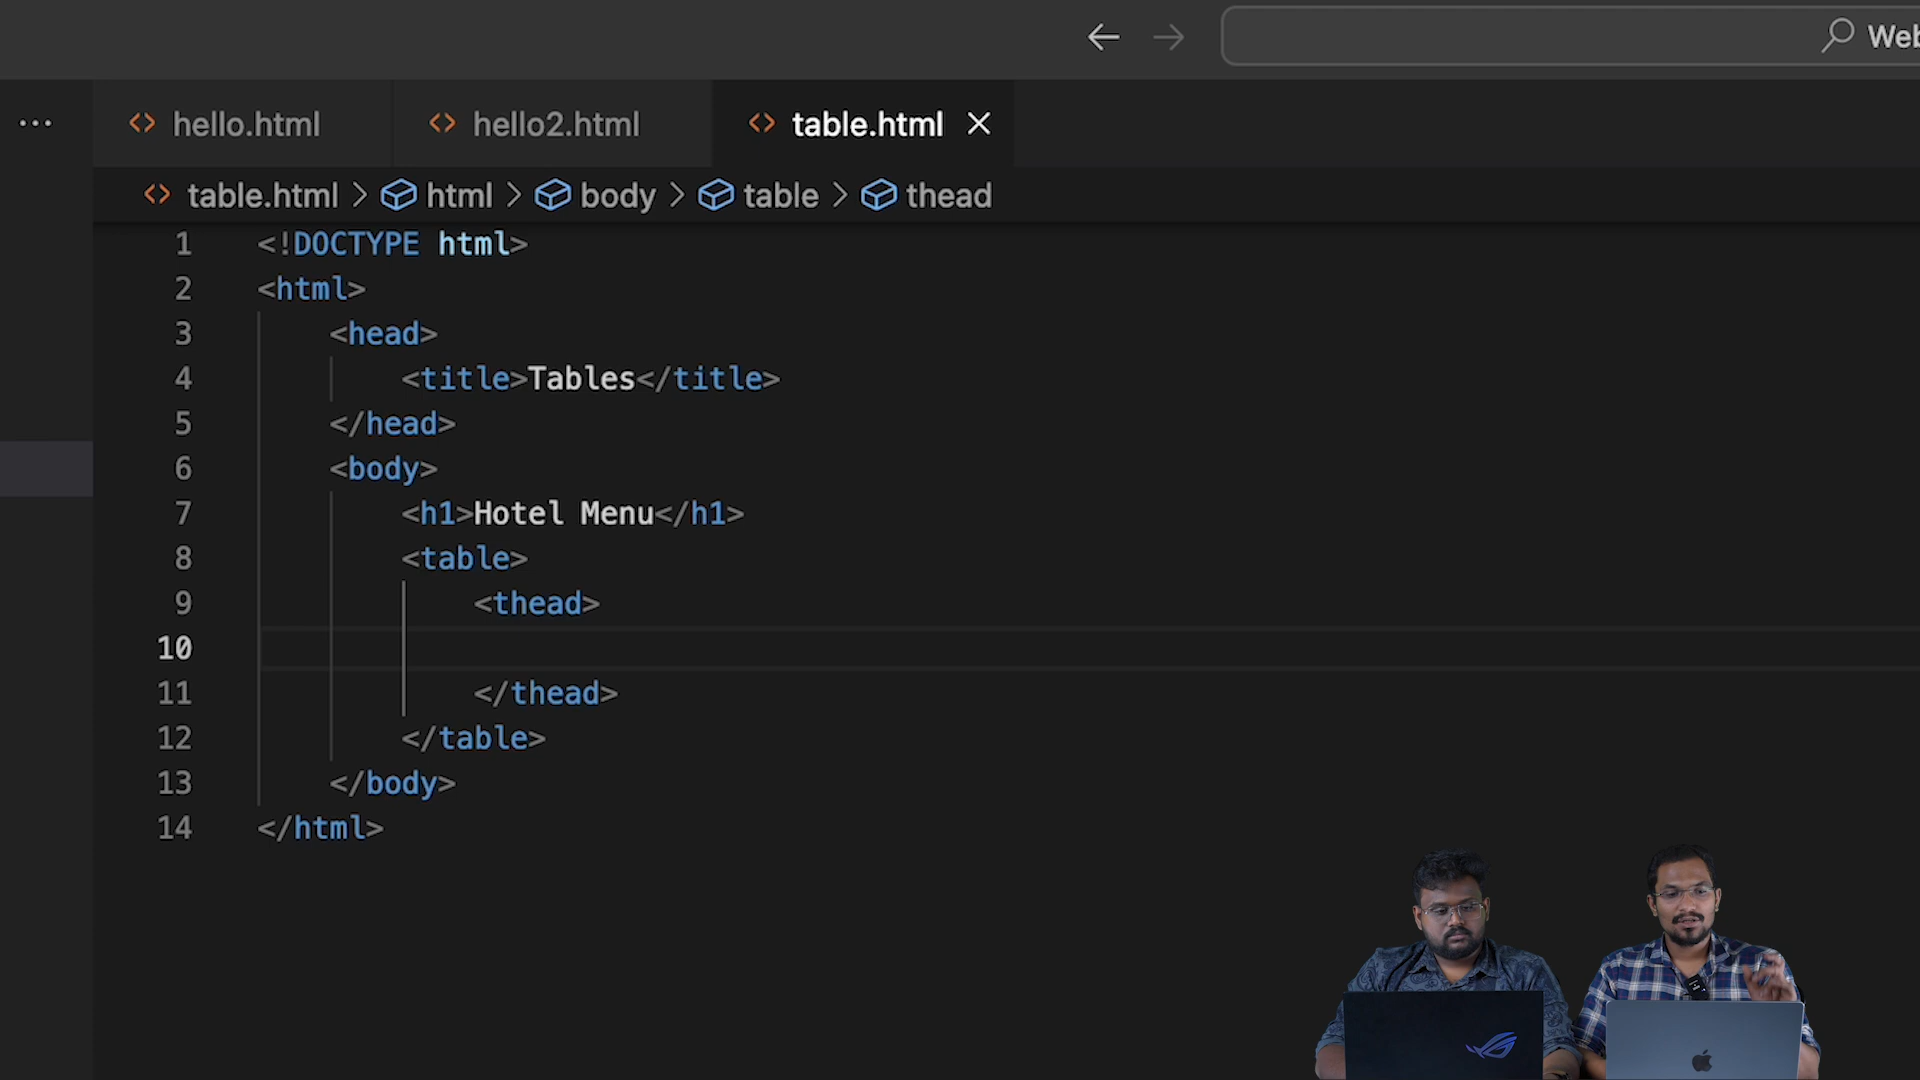 Web
hello.html
hello2.html
table.html
table.html > html > body > table > thead
1 <!DOCTYPE html>
2 <html>
3 <head>
4 <title>Tables</title>
5 </head>
6 <body>
7 <h1>Hotel Menu</h1>
8 <table>
9 <thead>
10
11 </thead>
12 </table>
13 </body>
14 </html>